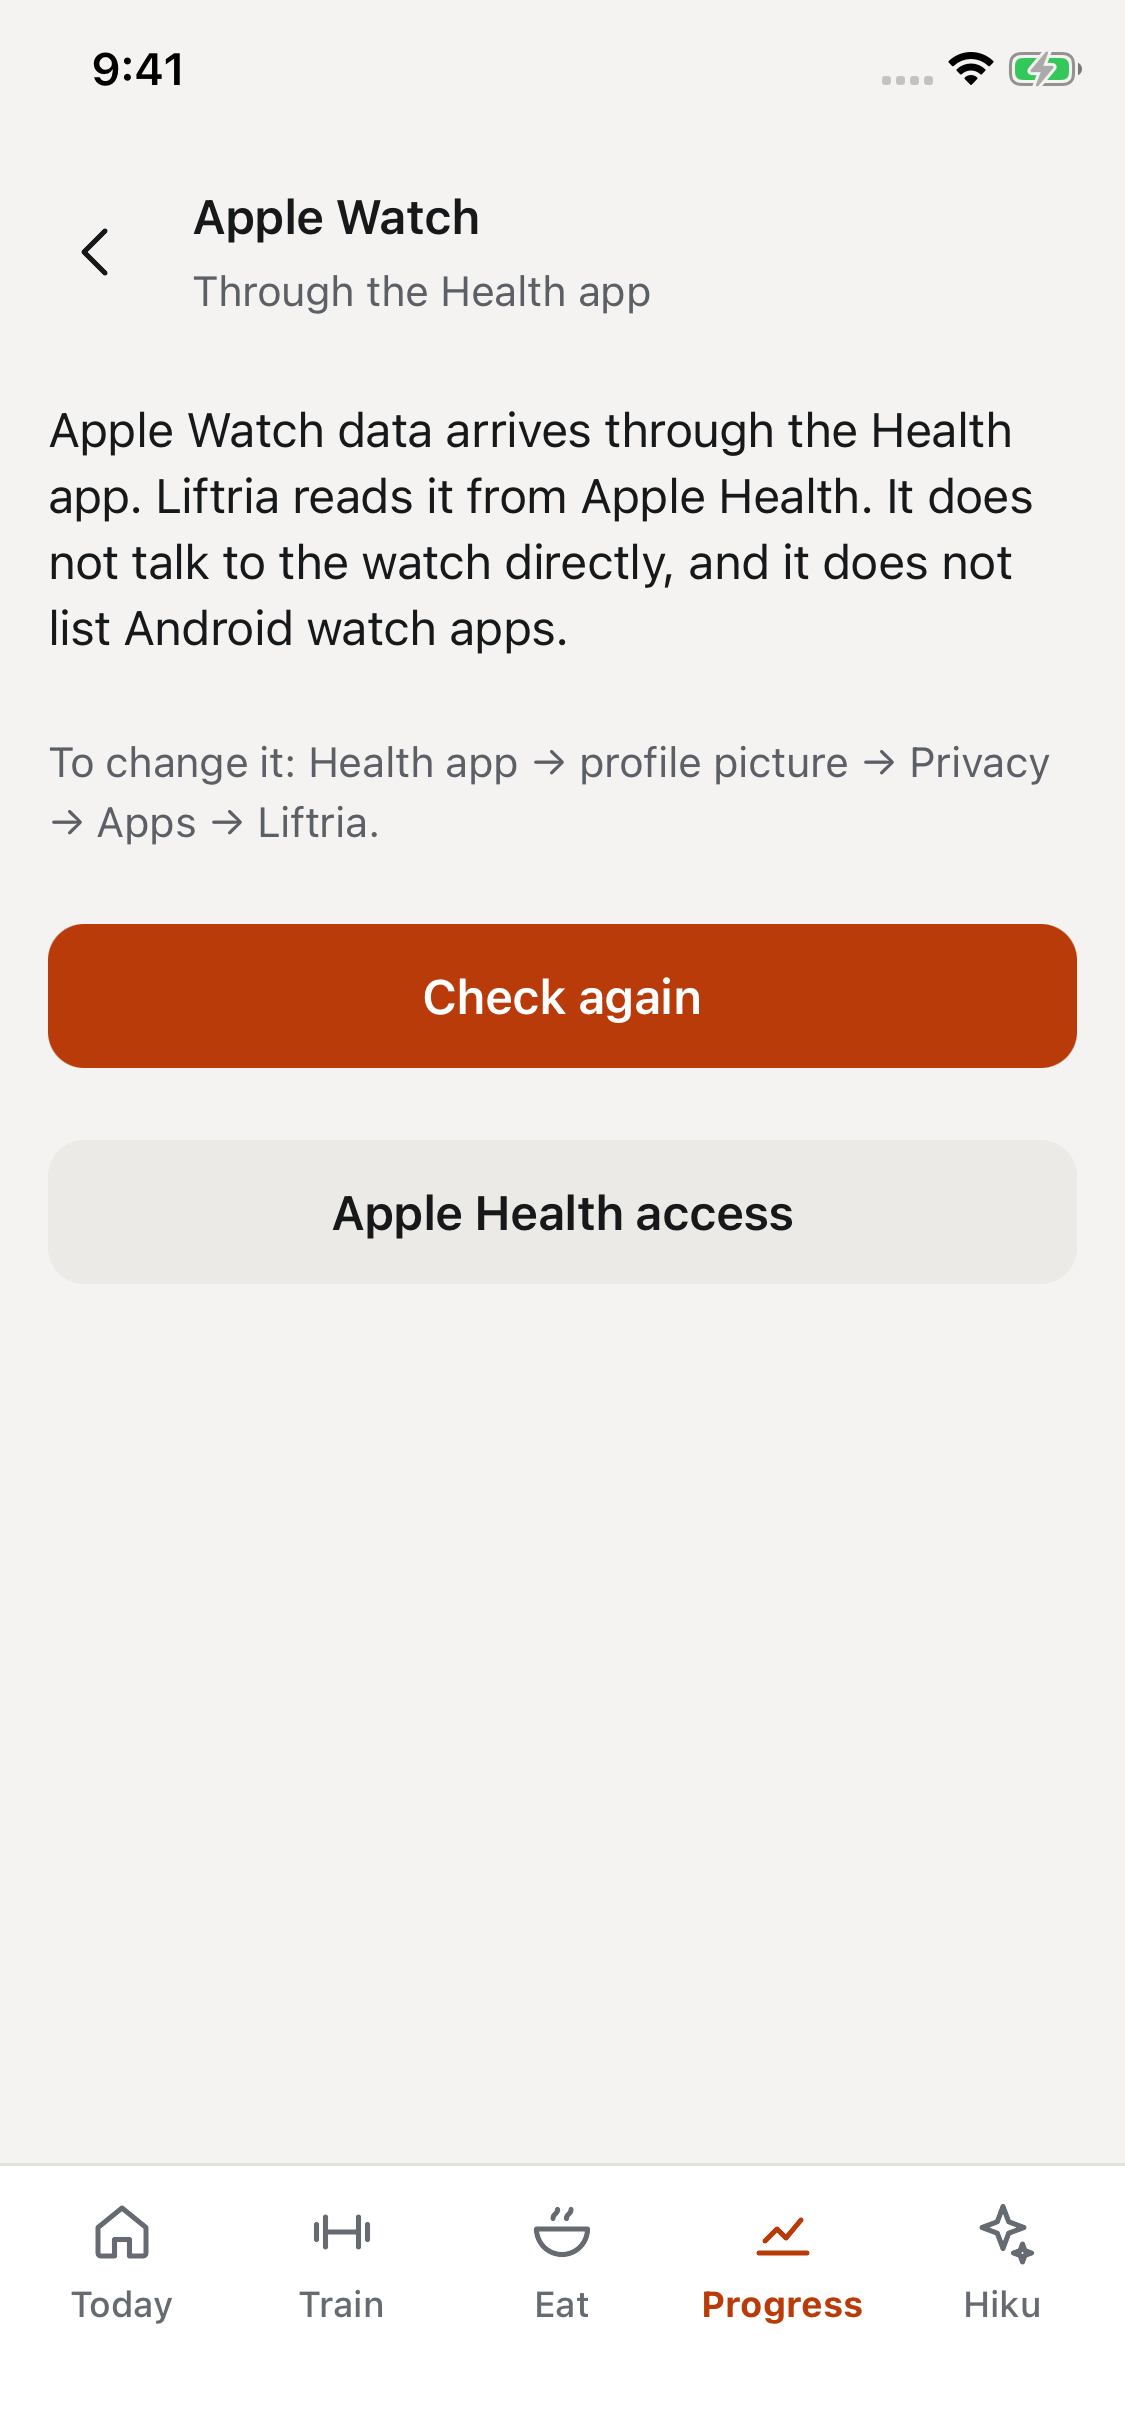 9:41
Apple Watch
Through the Health app
Apple Watch data arrives through the Health
app. Liftria reads it from Apple Health. It does
not talk to the watch directly, and it does not
list Android watch apps.
To change it: Health app → profile picture → Privacy
→ Apps → Liftria.
Check again
Apple Health access
Today
Train
Eat
Progress
Hiku